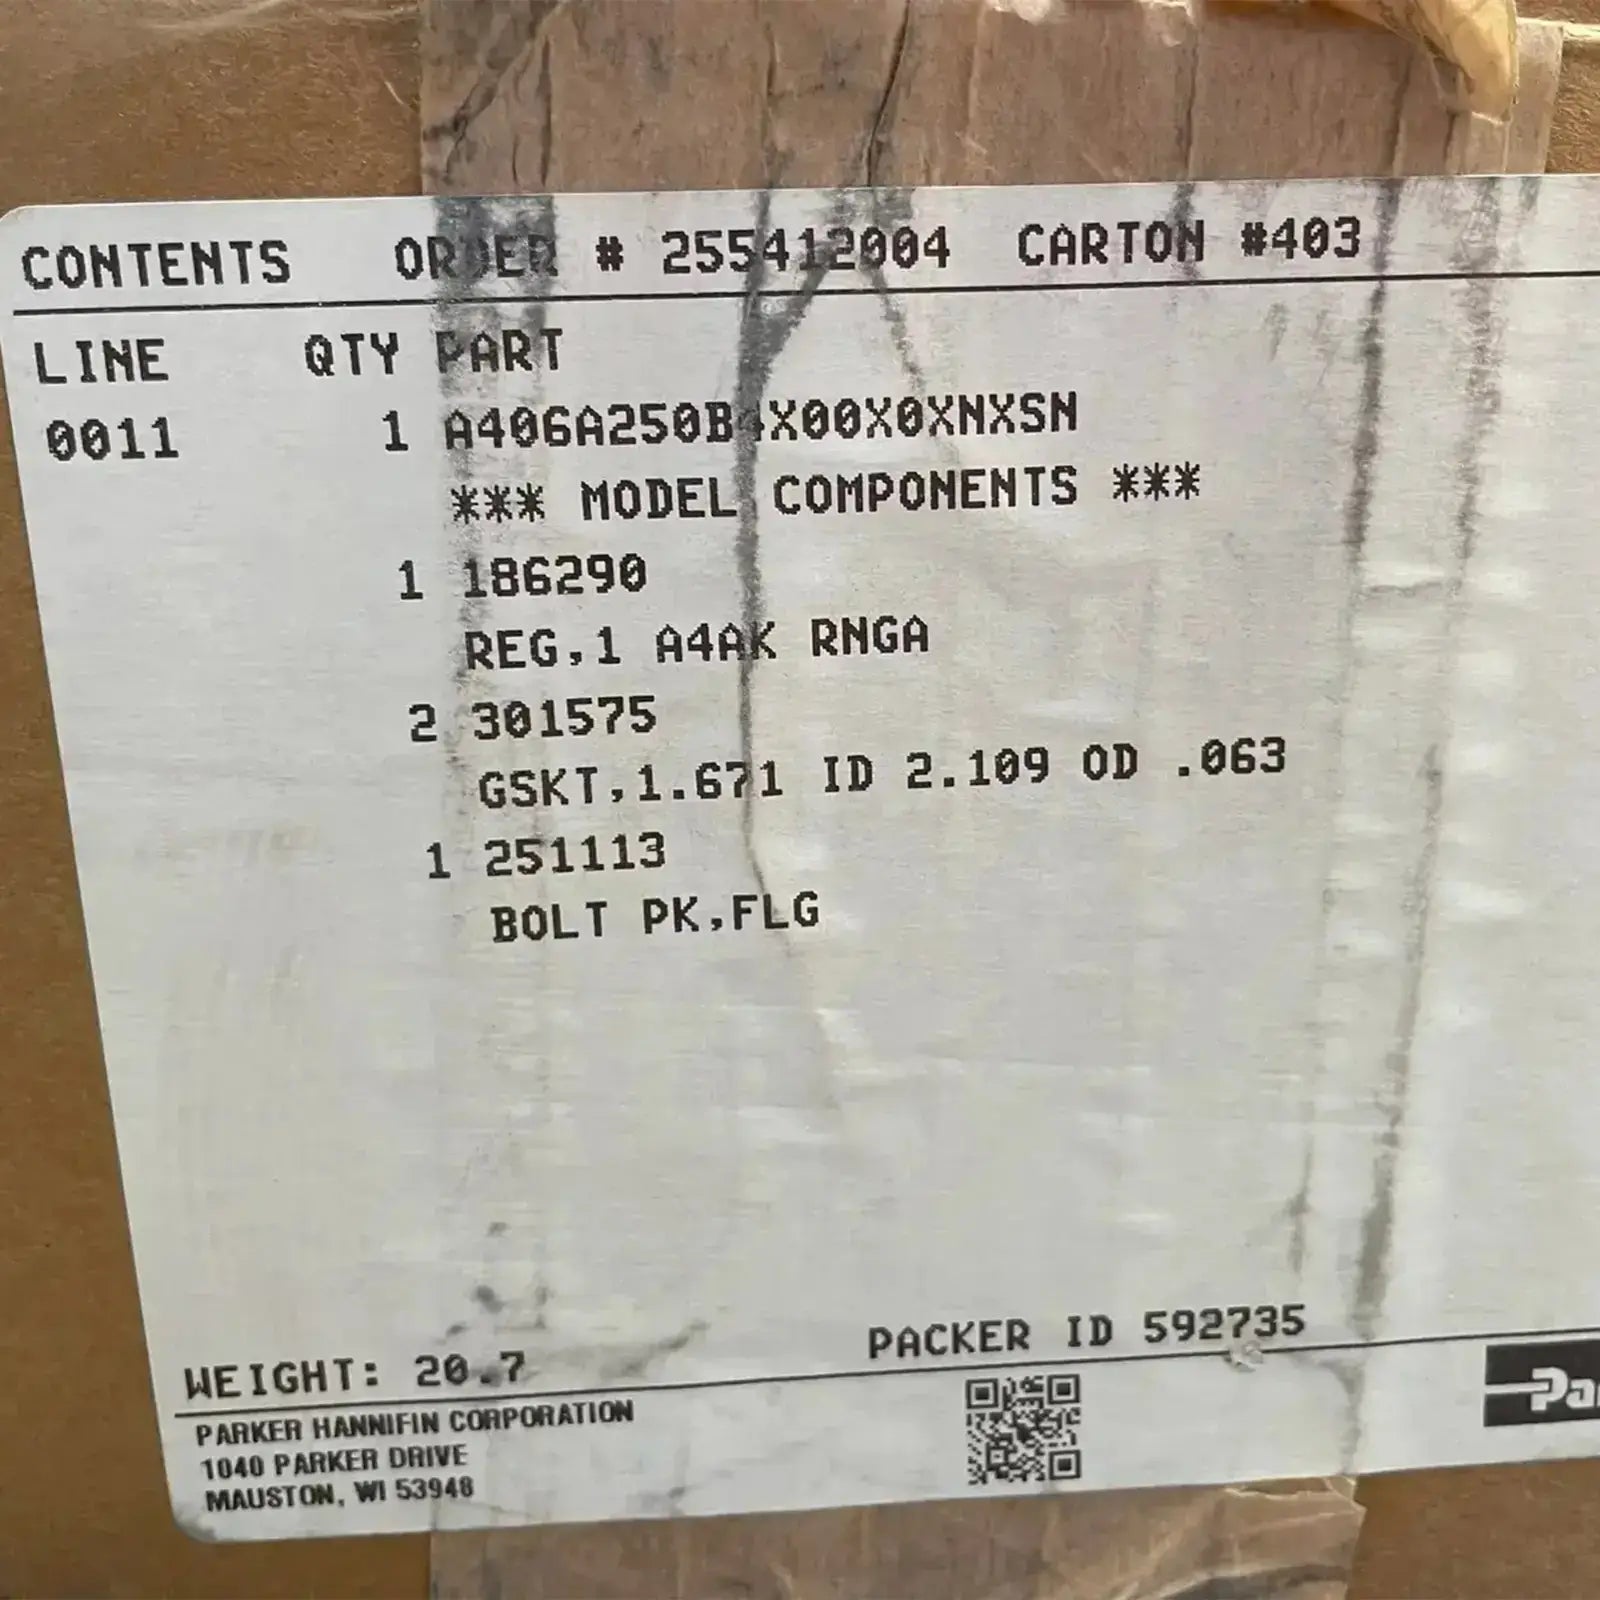 CONTENTS ORDER # 255412004 CARTON #403
LINE QTY PART
0011 1 A406A250B4X00X0XNXSN
*** MODEL COMPONENTS ***
1 186290
REG,1 A4AK RNGA
2 301575
GSKT,1.671 ID 2.109 OD .063
1 251113
BOLT PK,FLG
WEIGHT: 20.7 PACKER ID 592735
PARKER HANNIFIN CORPORATION
1040 PARKER DRIVE
MAUSTON, WI 53948